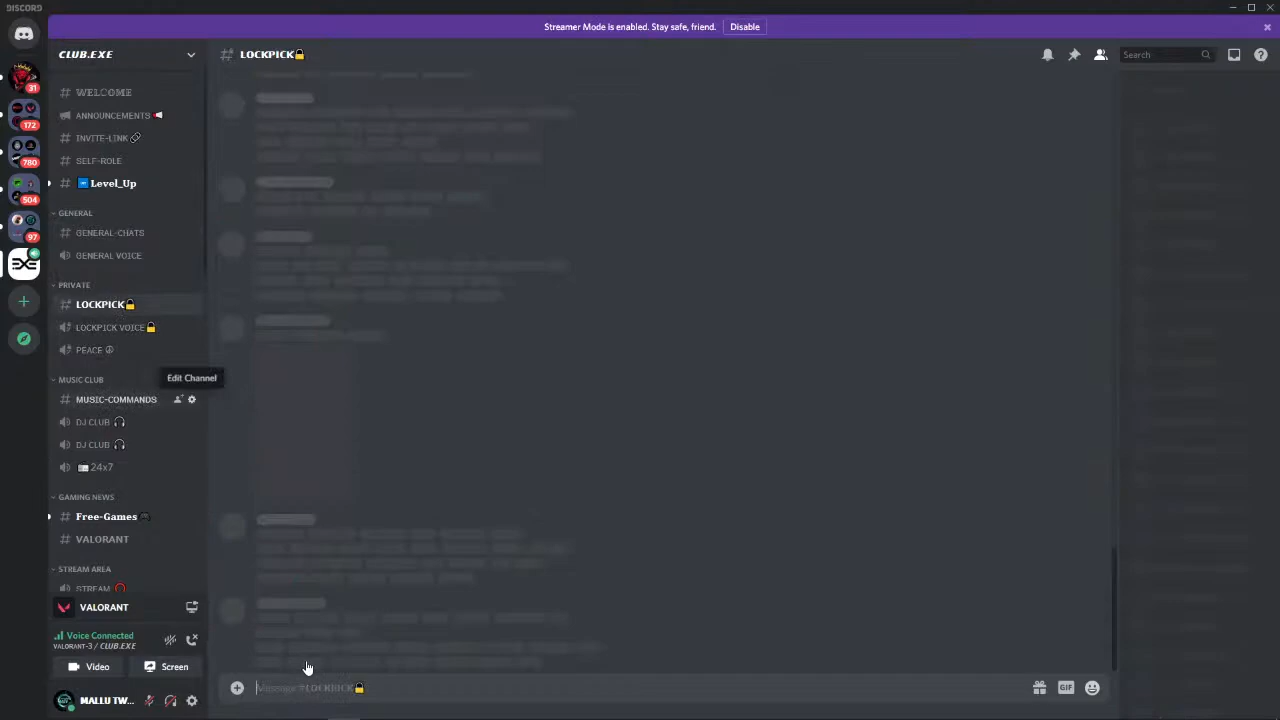 DISCORD
Streamer Mode is enabled. Stay safe, friend. Disable
31
172
780
504
97
CLUB.EXE
WELCOME
ANNOUNCEMENTS
INVITE-LINK
SELF-ROLE
Level_Up
GENERAL
GENERAL-CHATS
GENERAL VOICE
PRIVATE
LOCKPICK🔒
LOCKPICK VOICE🔒
PEACE ☮
Edit Channel
MUSIC CLUB
MUSIC-COMMANDS
DJ CLUB 🎧
DJ CLUB 🎧
📻24x7
GAMING NEWS
Free-Games 🎮
VALORANT
STREAM AREA
STREAM
VALORANT
Voice Connected
VALORANT-3 / CLUB.EXE
Video Screen
MALLU TW...
# LOCKPICK🔒
Search
Message #LOCKPICK🔒
GIF